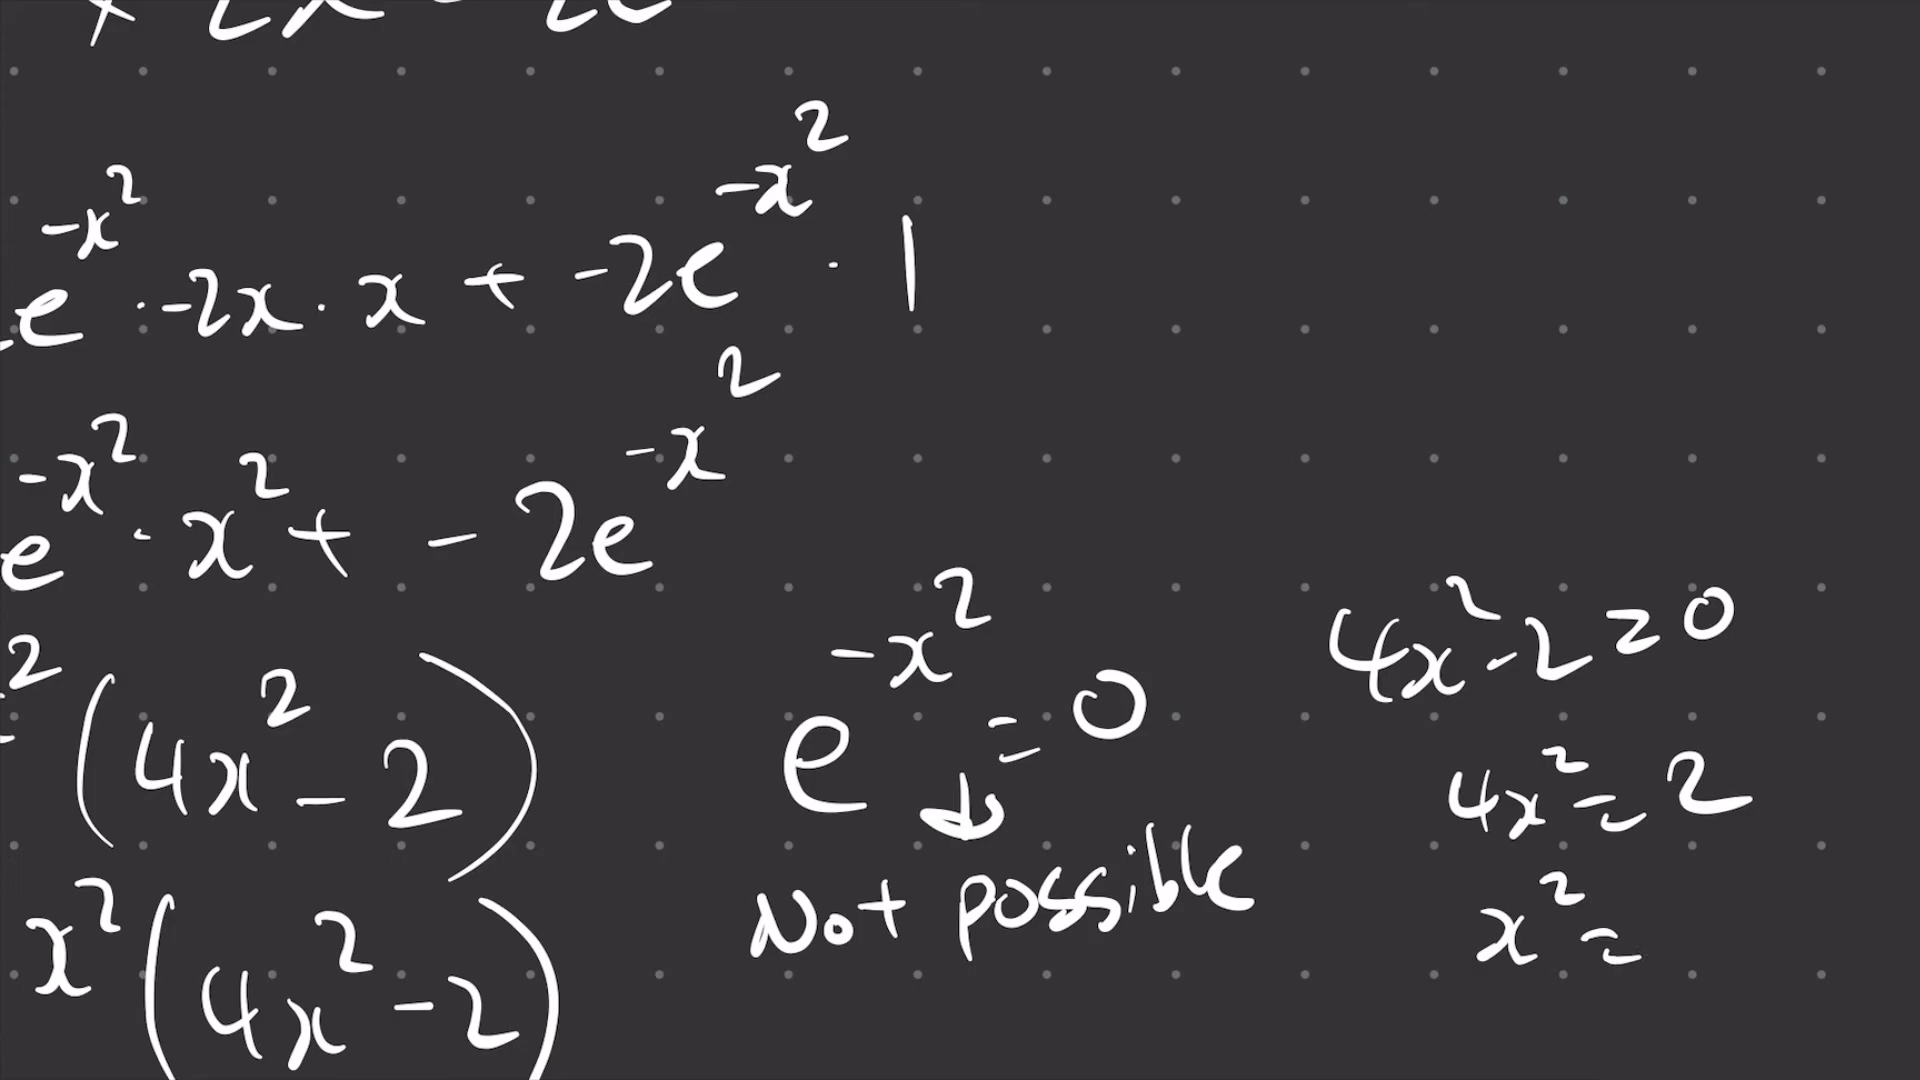 e^{-x^2} · -2x · x + -2e^{-x^2} · 1
e^{-x^2} · x^2 + - 2e^{-x^2}
^2 (4x^2 - 2)
x^2 (4x^2 - 2)
e^{-x^2} = 0
↓
Not possible
4x^2 - 2 = 0
4x^2 = 2
x^2 =